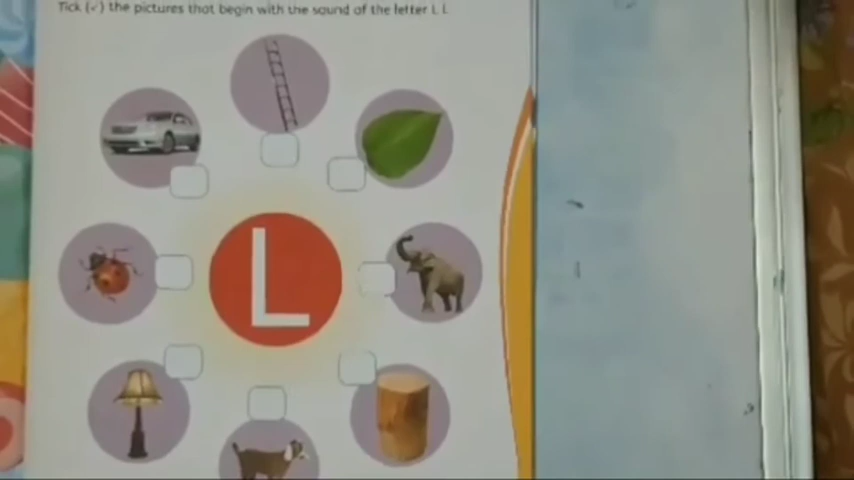 Tick (✓) the pictures that begin with the sound of the letter L l.
L